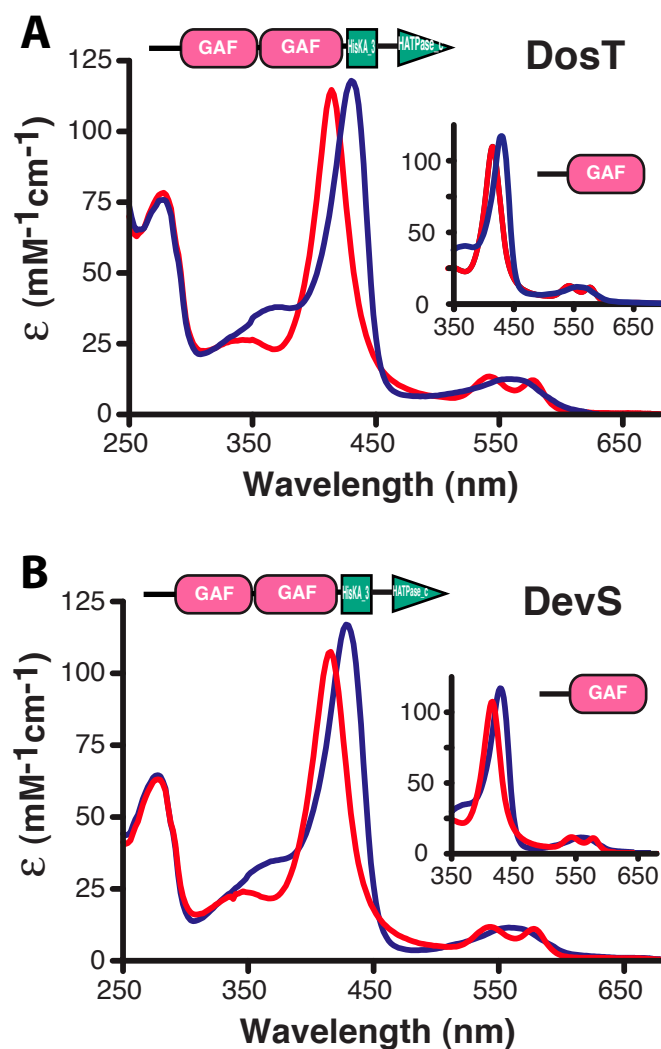 A
GAF GAF HisKA_3 HATPase_c
DosT
125
100
75
50
25
0
ε (mM-1cm-1)
250 350 450 550 650
Wavelength (nm)
100
50
0
350 450 550 650
GAF
B
GAF GAF HisKA_3 HATPase_c
DevS
125
100
75
50
25
0
ε (mM-1cm-1)
250 350 450 550 650
Wavelength (nm)
100
50
0
350 450 550 650
GAF